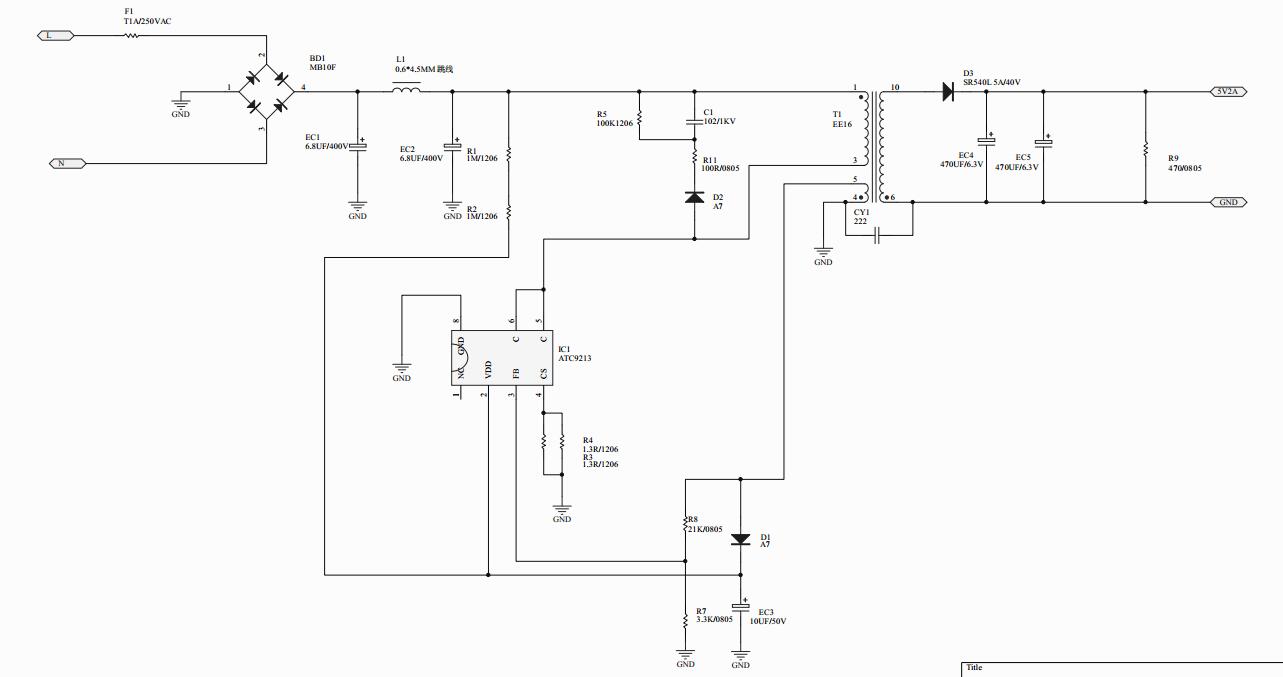 F1
T1A/250VAC
L
2
BD1
MB10F
1
4
3
GND
N
L1
0.6*4.5MM 跳线
EC1
6.8UF/400V
+
GND
EC2
6.8UF/400V
+
GND
R1
1M/1206
R2
1M/1206
R5
100K1206
C1
102/1KV
R11
100R/0805
D2
A7
T1
EE16
1
3
5
4
10
6
CY1
222
GND
D3
SR540L 5A/40V
5V2A
EC4
470UF/6.3V
+
EC5
470UF/6.3V
+
R9
470/0805
GND
8
6
5
GND
C
C
IC1
ATC9213
NC
VDD
FB
CS
1
2
3
4
GND
R4
1.3R/1206
R3
1.3R/1206
GND
R8
21K/0805
D1
A7
R7
3.3K/0805
+
EC3
10UF/50V
GND
GND
Title